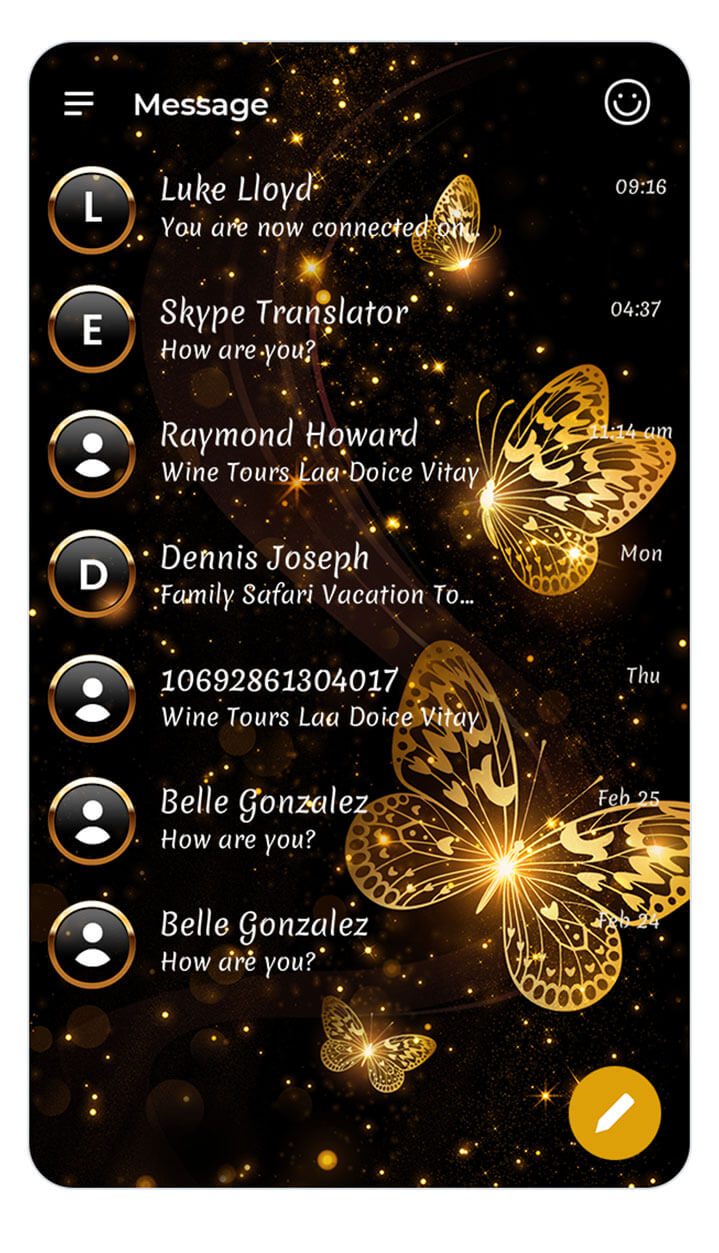 Message
L
Luke Lloyd
09:16
You are now connected on...
E
Skype Translator
04:37
How are you?
Raymond Howard
11:14 am
Wine Tours Laa Doice Vitay
D
Dennis Joseph
Mon
Family Safari Vacation To...
10692861304017
Thu
Wine Tours Laa Doice Vitay
Belle Gonzalez
Feb 25
How are you?
Belle Gonzalez
Feb 24
How are you?